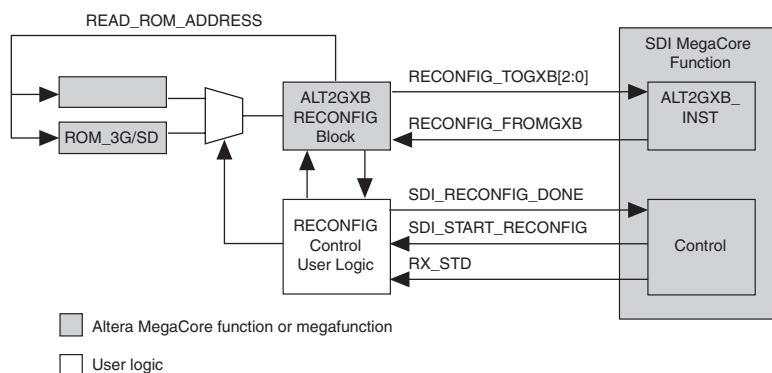 READ_ROM_ADDRESS
SDI MegaCore
Function
ROM_3G/SD
ALT2GXB
RECONFIG
Block
RECONFIG_TOGXB[2:0]
RECONFIG_FROMGXB
ALT2GXB_
INST
RECONFIG
Control
User Logic
SDI_RECONFIG_DONE
SDI_START_RECONFIG
RX_STD
Control
Altera MegaCore function or megafunction
User logic